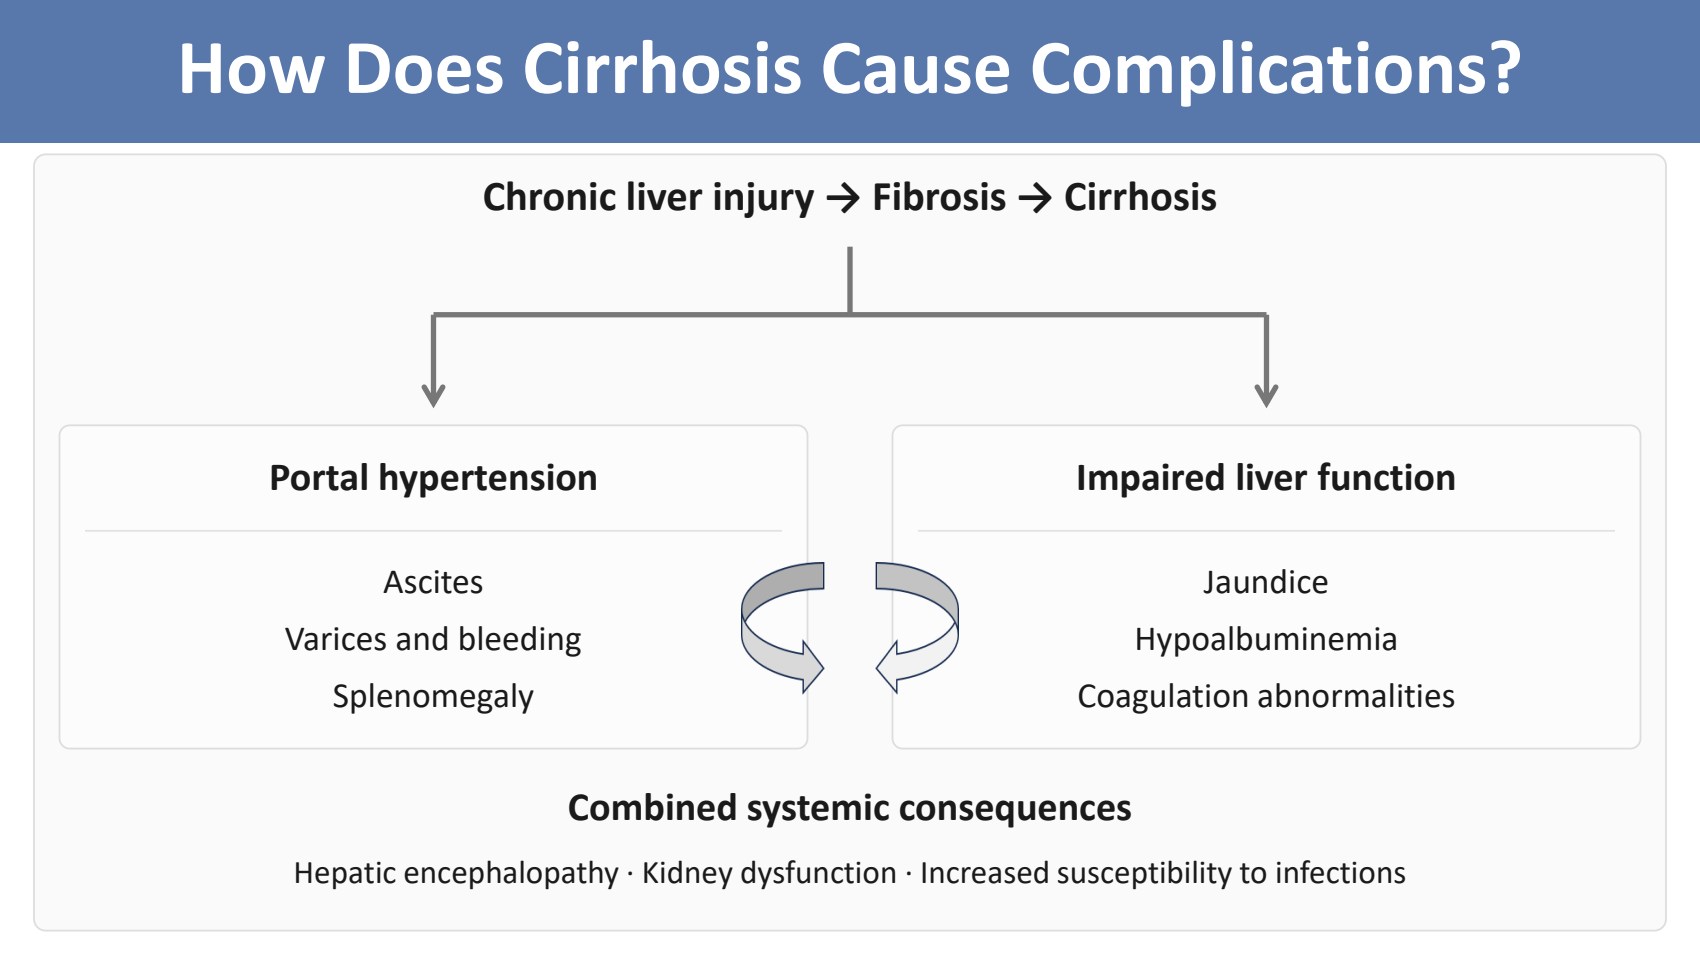 How Does Cirrhosis Cause Complications?
Chronic liver injury → Fibrosis → Cirrhosis
Portal hypertension
Ascites
Varices and bleeding
Splenomegaly
Impaired liver function
Jaundice
Hypoalbuminemia
Coagulation abnormalities
Combined systemic consequences
Hepatic encephalopathy · Kidney dysfunction · Increased susceptibility to infections